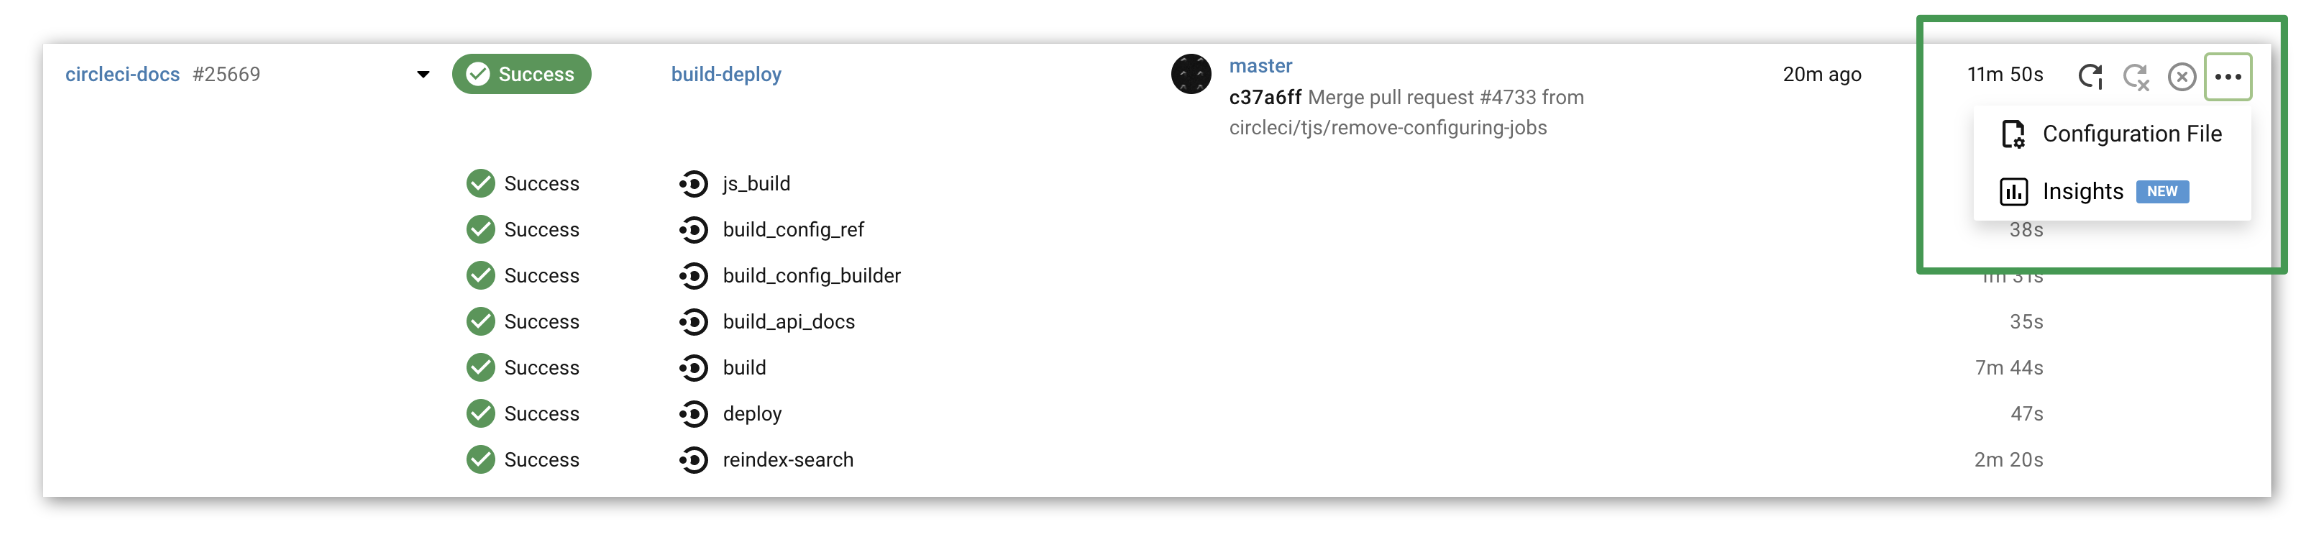 circleci-docs #25669 Success build-deploy master 20m ago 11m 50s
c37a6ff Merge pull request #4733 from
circleci/tjs/remove-configuring-jobs
Configuration File
Success js_build
Insights NEW
Success build_config_ref 38s
Success build_config_builder 1m 31s
Success build_api_docs 35s
Success build 7m 44s
Success deploy 47s
Success reindex-search 2m 20s